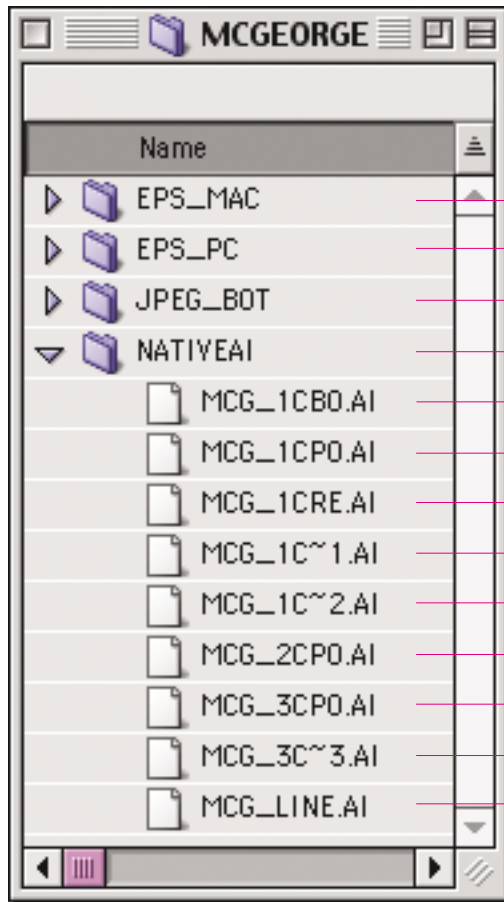 MCGEORGE
Name
EPS_MAC
EPS_PC
JPEG_BOT
NATIVEAI
MCG_1CBO.AI
MCG_1CPO.AI
MCG_1CRE.AI
MCG_1C~1.AI
MCG_1C~2.AI
MCG_2CPO.AI
MCG_3CPO.AI
MCG_3C~3.AI
MCG_LINE.AI